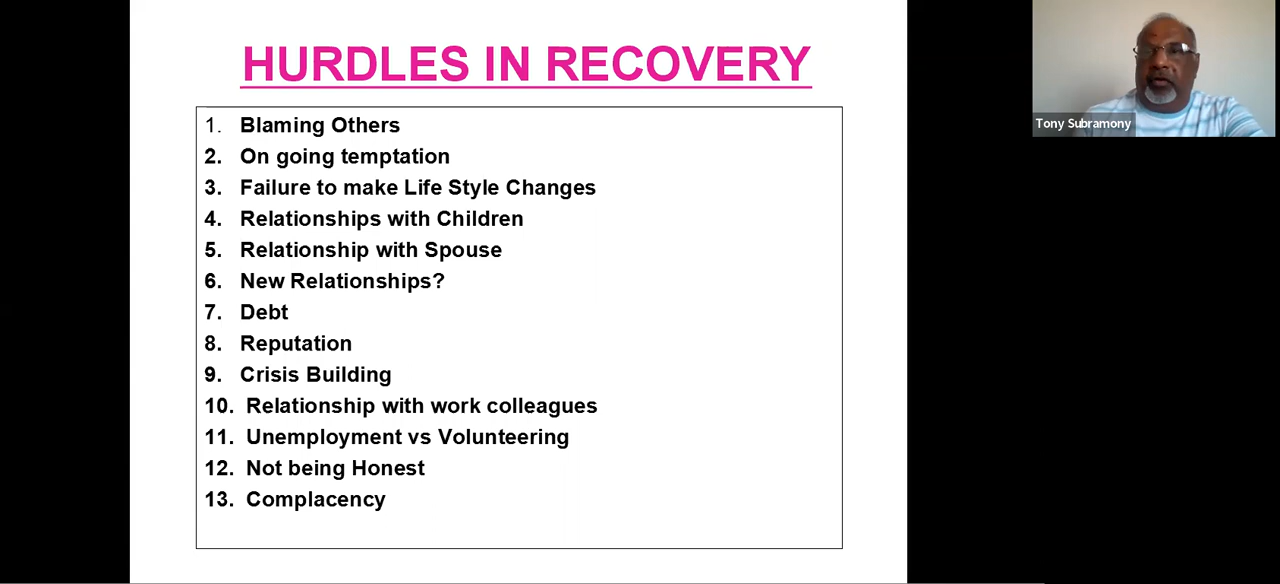 HURDLES IN RECOVERY
1. Blaming Others
2. On going temptation
3. Failure to make Life Style Changes
4. Relationships with Children
5. Relationship with Spouse
6. New Relationships?
7. Debt
8. Reputation
9. Crisis Building
10. Relationship with work colleagues
11. Unemployment vs Volunteering
12. Not being Honest
13. Complacency
Tony Subramony